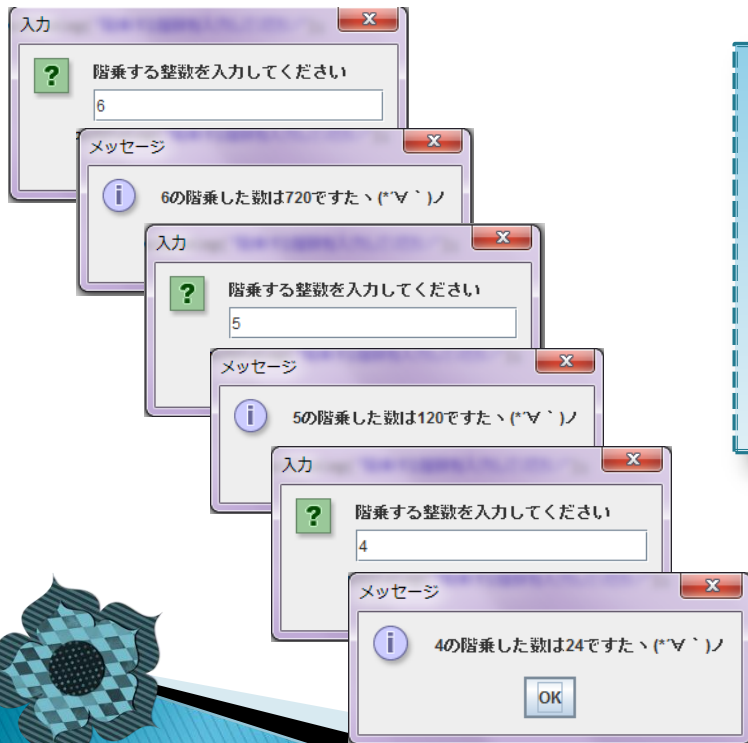 入力
階乗する整数を入力してください
6
メッセージ
6の階乗した数は720ですたヽ(*´∀｀)ノ
入力
階乗する整数を入力してください
5
メッセージ
5の階乗した数は120ですたヽ(*´∀｀)ノ
入力
階乗する整数を入力してください
4
メッセージ
4の階乗した数は24ですたヽ(*´∀｀)ノ
OK